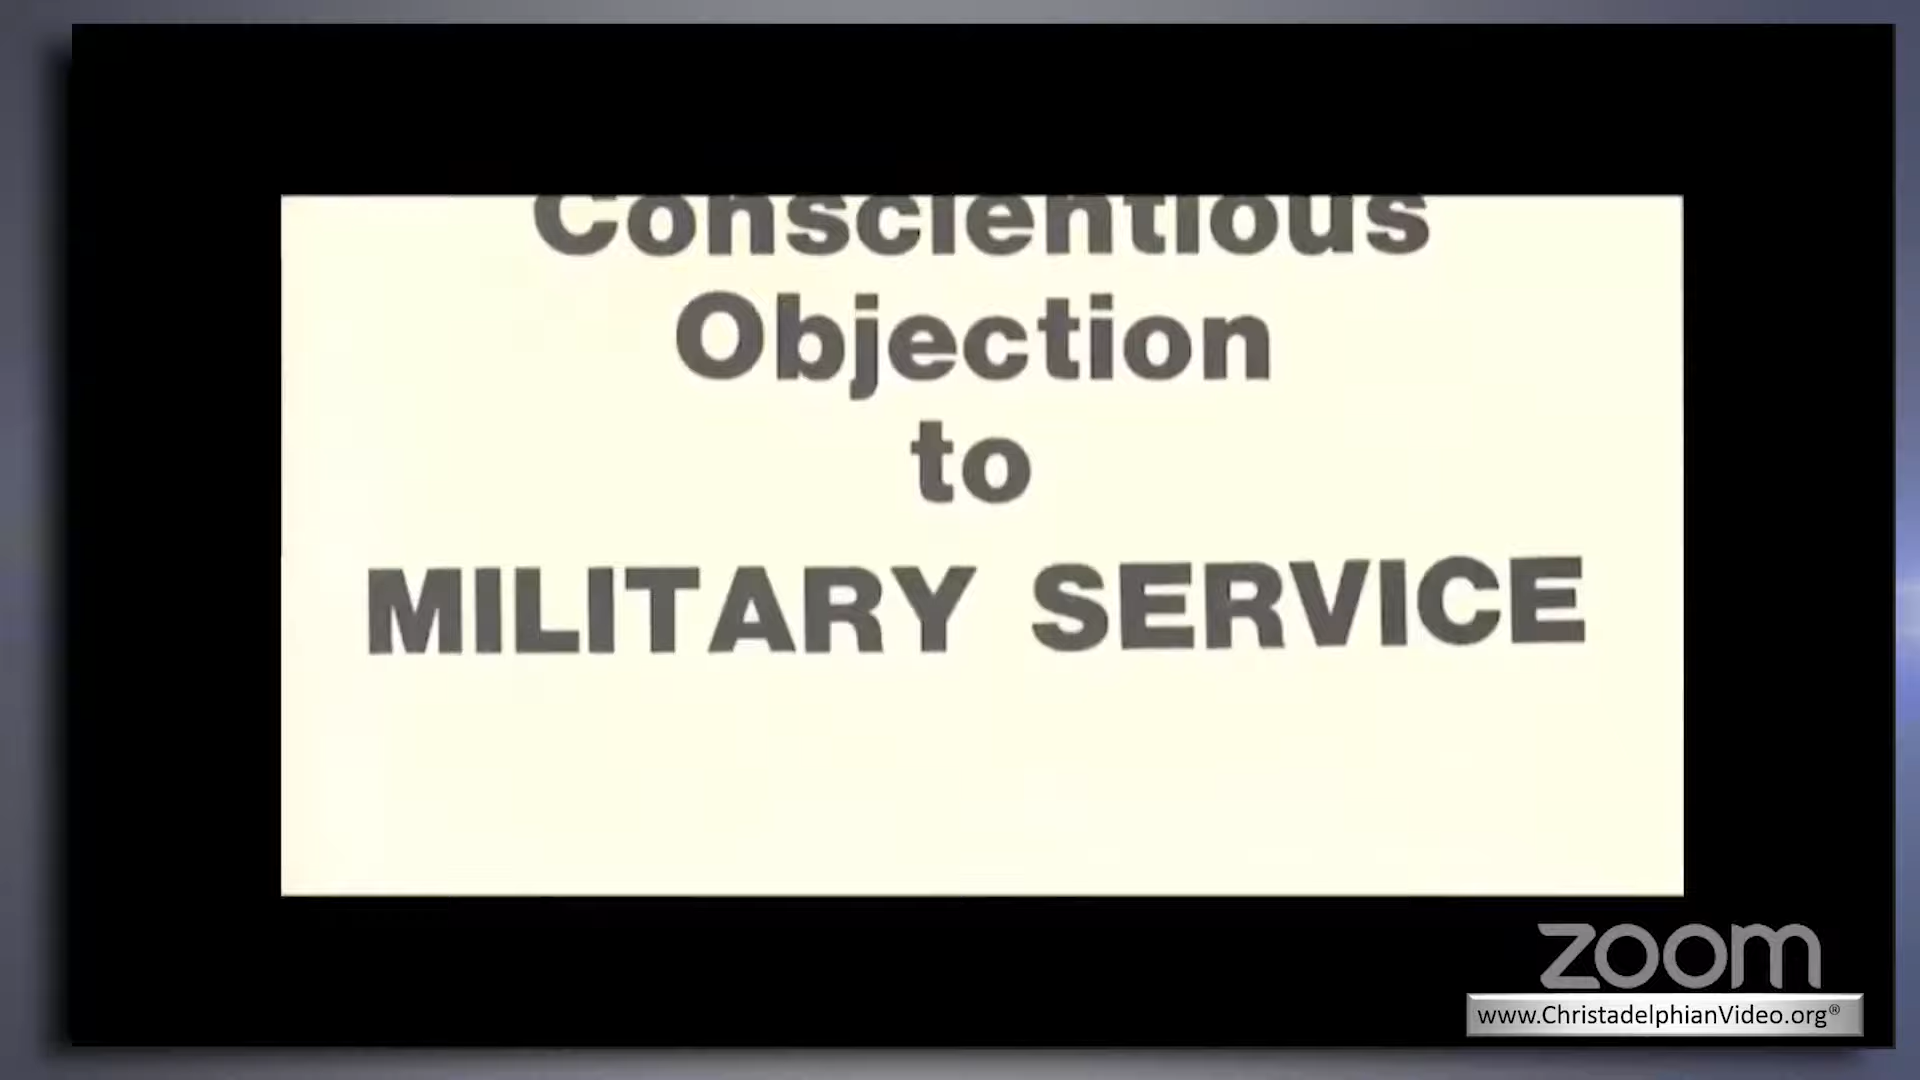 Conscientious
Objection
to
MILITARY SERVICE
zoom
www.ChristadelphianVideo.org®